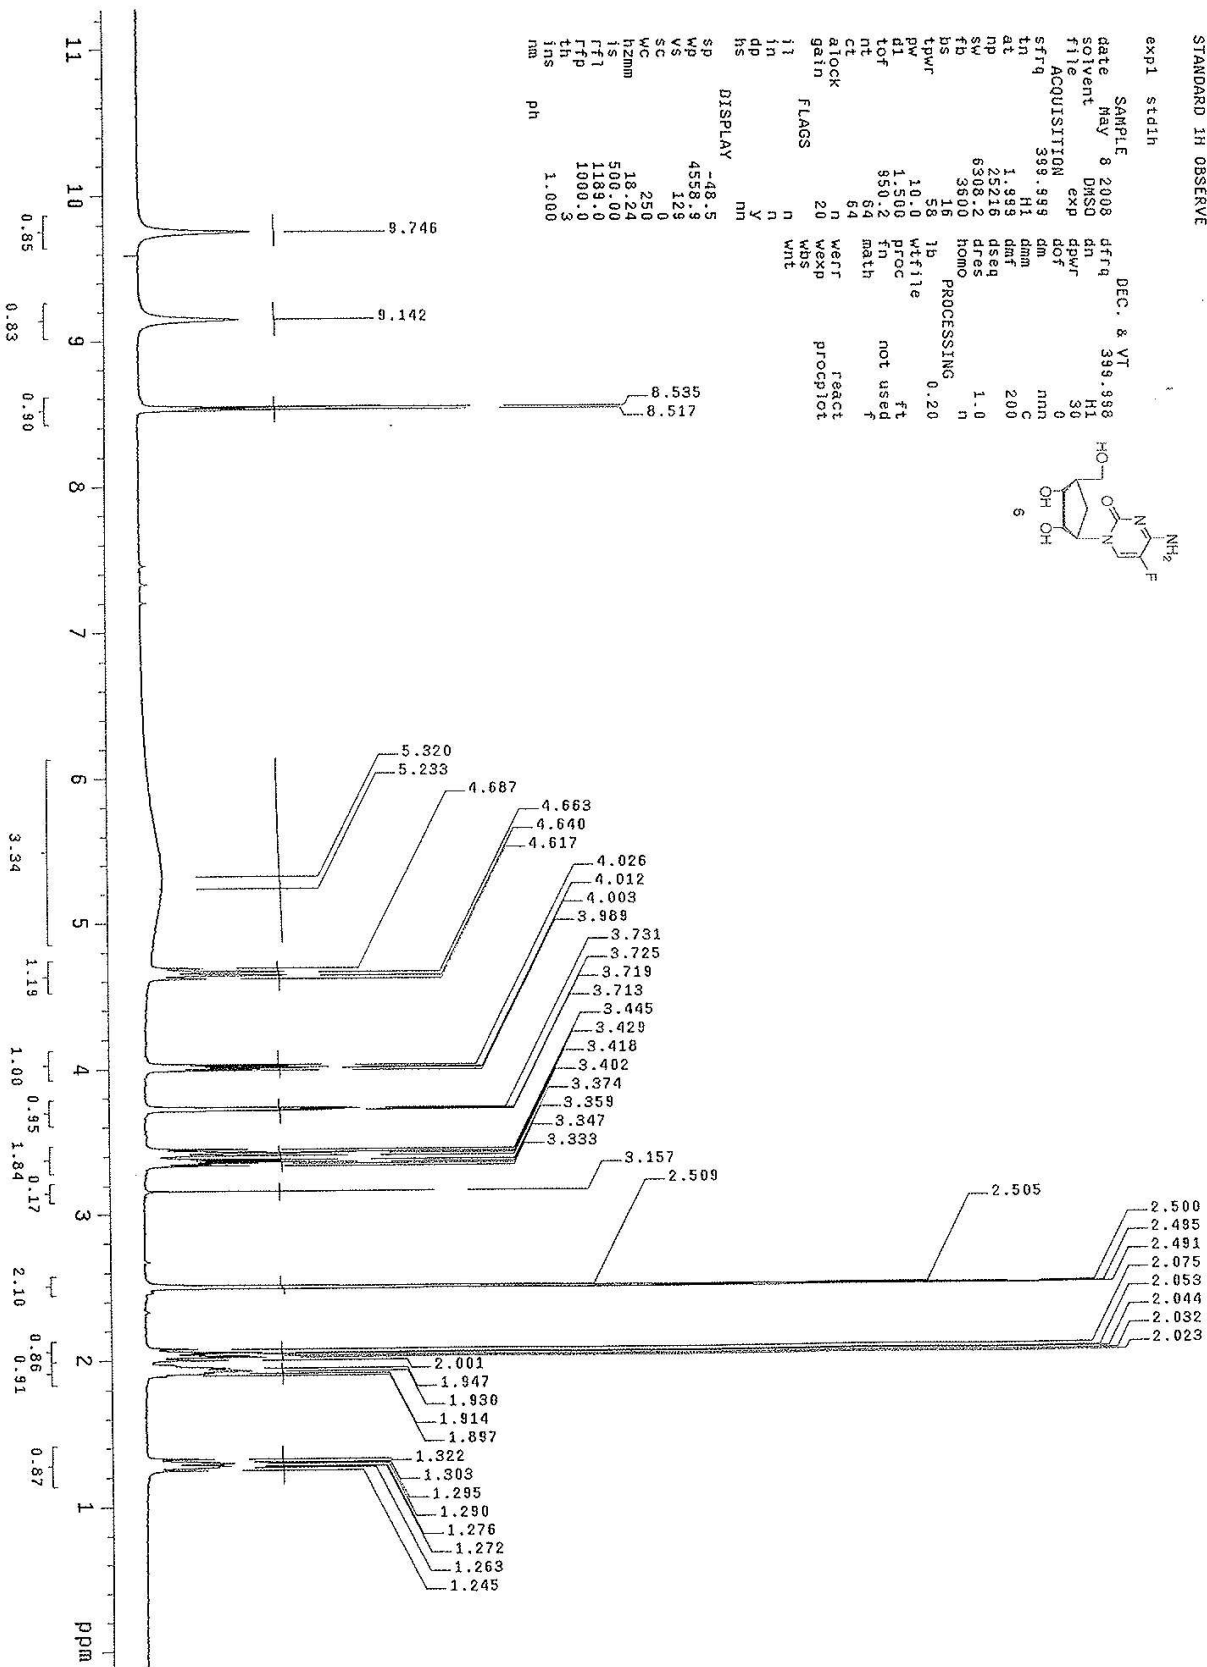 STANDARD 1H OBSERVE
exp1 stdlh
SAMPLE DEC. & VT
date May 8 2008 dfrq 399.998
solvent DMSO dn H1
file exp dpwr 30
ACQUISITION dof 0
sfrq 399.999 dm nnn
tn H1 dmm c
at 1.999 dmf 200
np 25216 dseq
sw 6308.2 dres 1.0
fb 3600 homo n
bs 16 PROCESSING
tpwr 58 lb 0.20
pw 10.0 wtfile
d1 1.500 proc ft
tof 950.2 fn not used
nt 64 math f
ct 64
alock n werr react
gain 20 wexp procplot
FLAGS wbs
il n wnt
in n
dp y
hs nn
DISPLAY
sp -48.5
wp 4558.9
vs 129
sc 0
wc 250
hzmm 18.24
is 500.00
rfl 1189.0
rfp 1000.0
th 3
ins 1.000
nm ph
HO
OH
OH
O
N
N
NH2
F
6
9.746
9.142
8.535
8.517
5.320
5.233
4.687
4.663
4.640
4.617
4.026
4.012
4.003
3.989
3.731
3.725
3.719
3.713
3.445
3.429
3.418
3.402
3.374
3.359
3.347
3.333
3.157
2.509
2.505
2.500
2.495
2.491
2.075
2.053
2.044
2.032
2.023
2.001
1.947
1.930
1.914
1.897
1.322
1.303
1.295
1.290
1.276
1.272
1.263
1.245
11 10 9 8 7 6 5 4 3 2 1 ppm
0.85 0.83 0.90 3.34 1.19 1.00 0.95 1.84 0.17 2.10 0.86 0.91 0.87